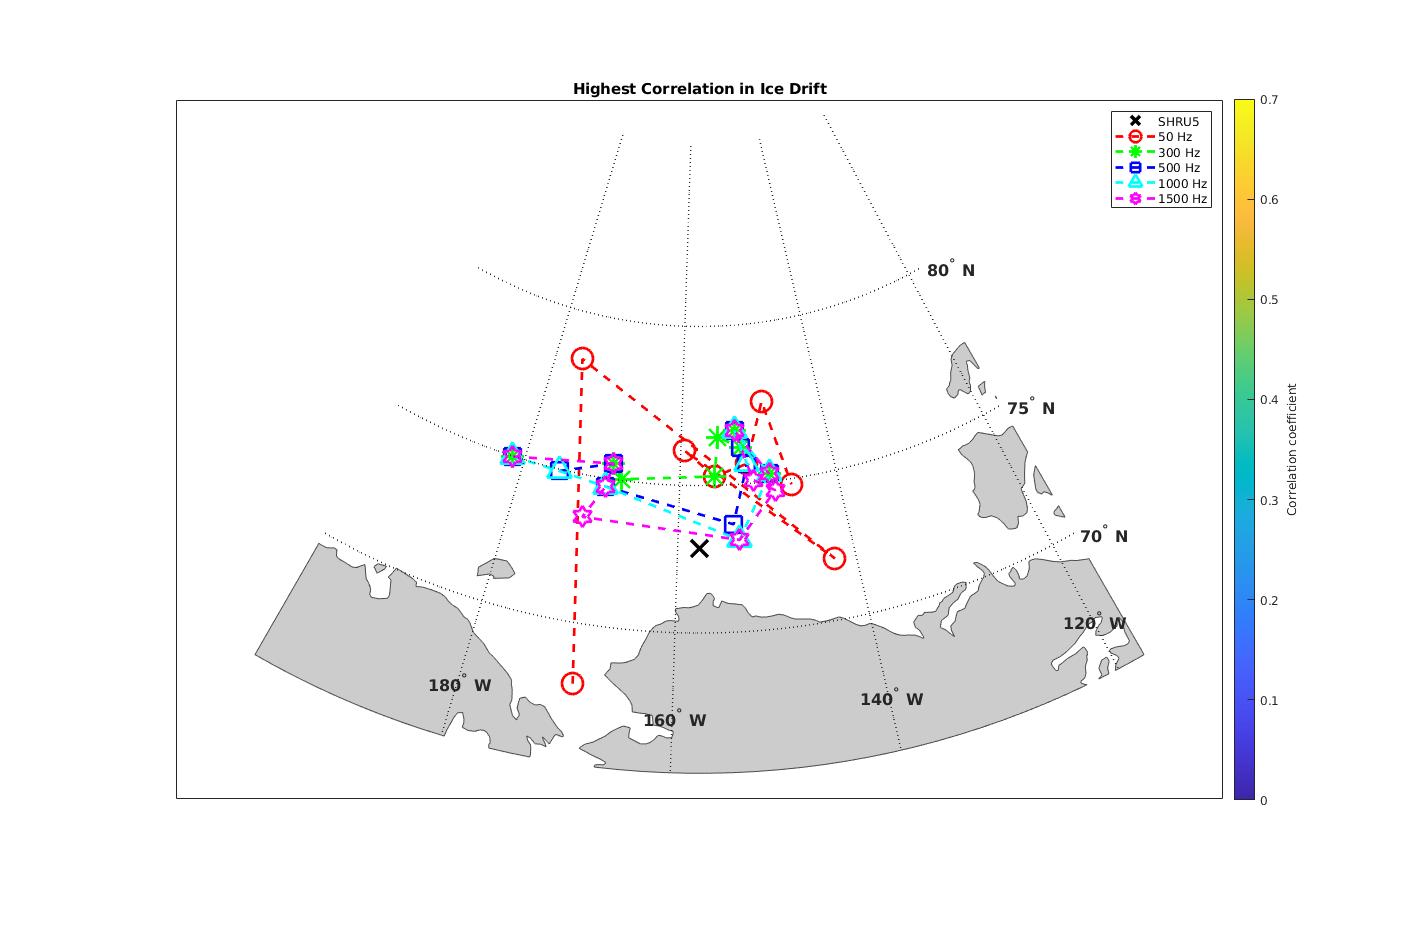 Highest Correlation in Ice Drift
SHRU5
50 Hz
300 Hz
500 Hz
1000 Hz
1500 Hz
80° N
75° N
70° N
120° W
180° W
160° W
140° W
0.7
0.6
0.5
0.4
0.3
0.2
0.1
0
Correlation coefficient